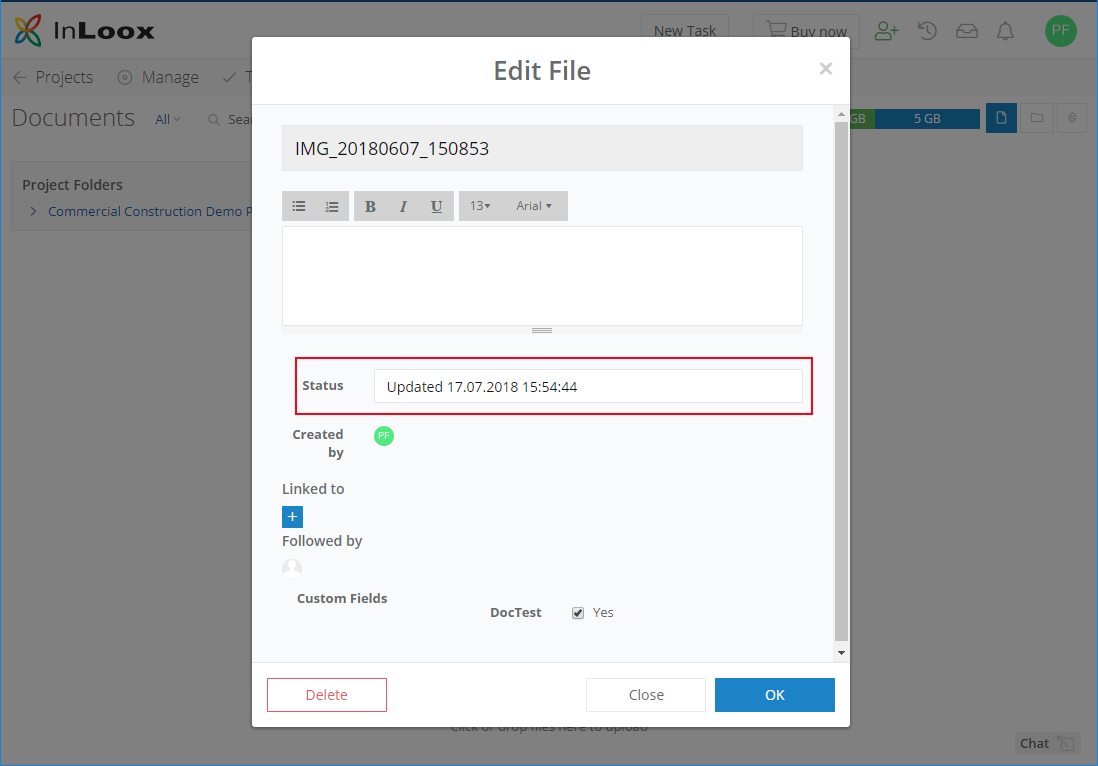 InLoox
New Task
Buy now
PF
Projects
Manage
T
Documents
All
Sear
GB
5 GB
Project Folders
Commercial Construction Demo P
Edit File
×
IMG_20180607_150853
B I U 13 Arial
Status
Updated 17.07.2018 15:54:44
Created
by
PF
Linked to
+
Followed by
Custom Fields
DocTest
Yes
Delete
Close
OK
Click or drop files here to upload
Chat